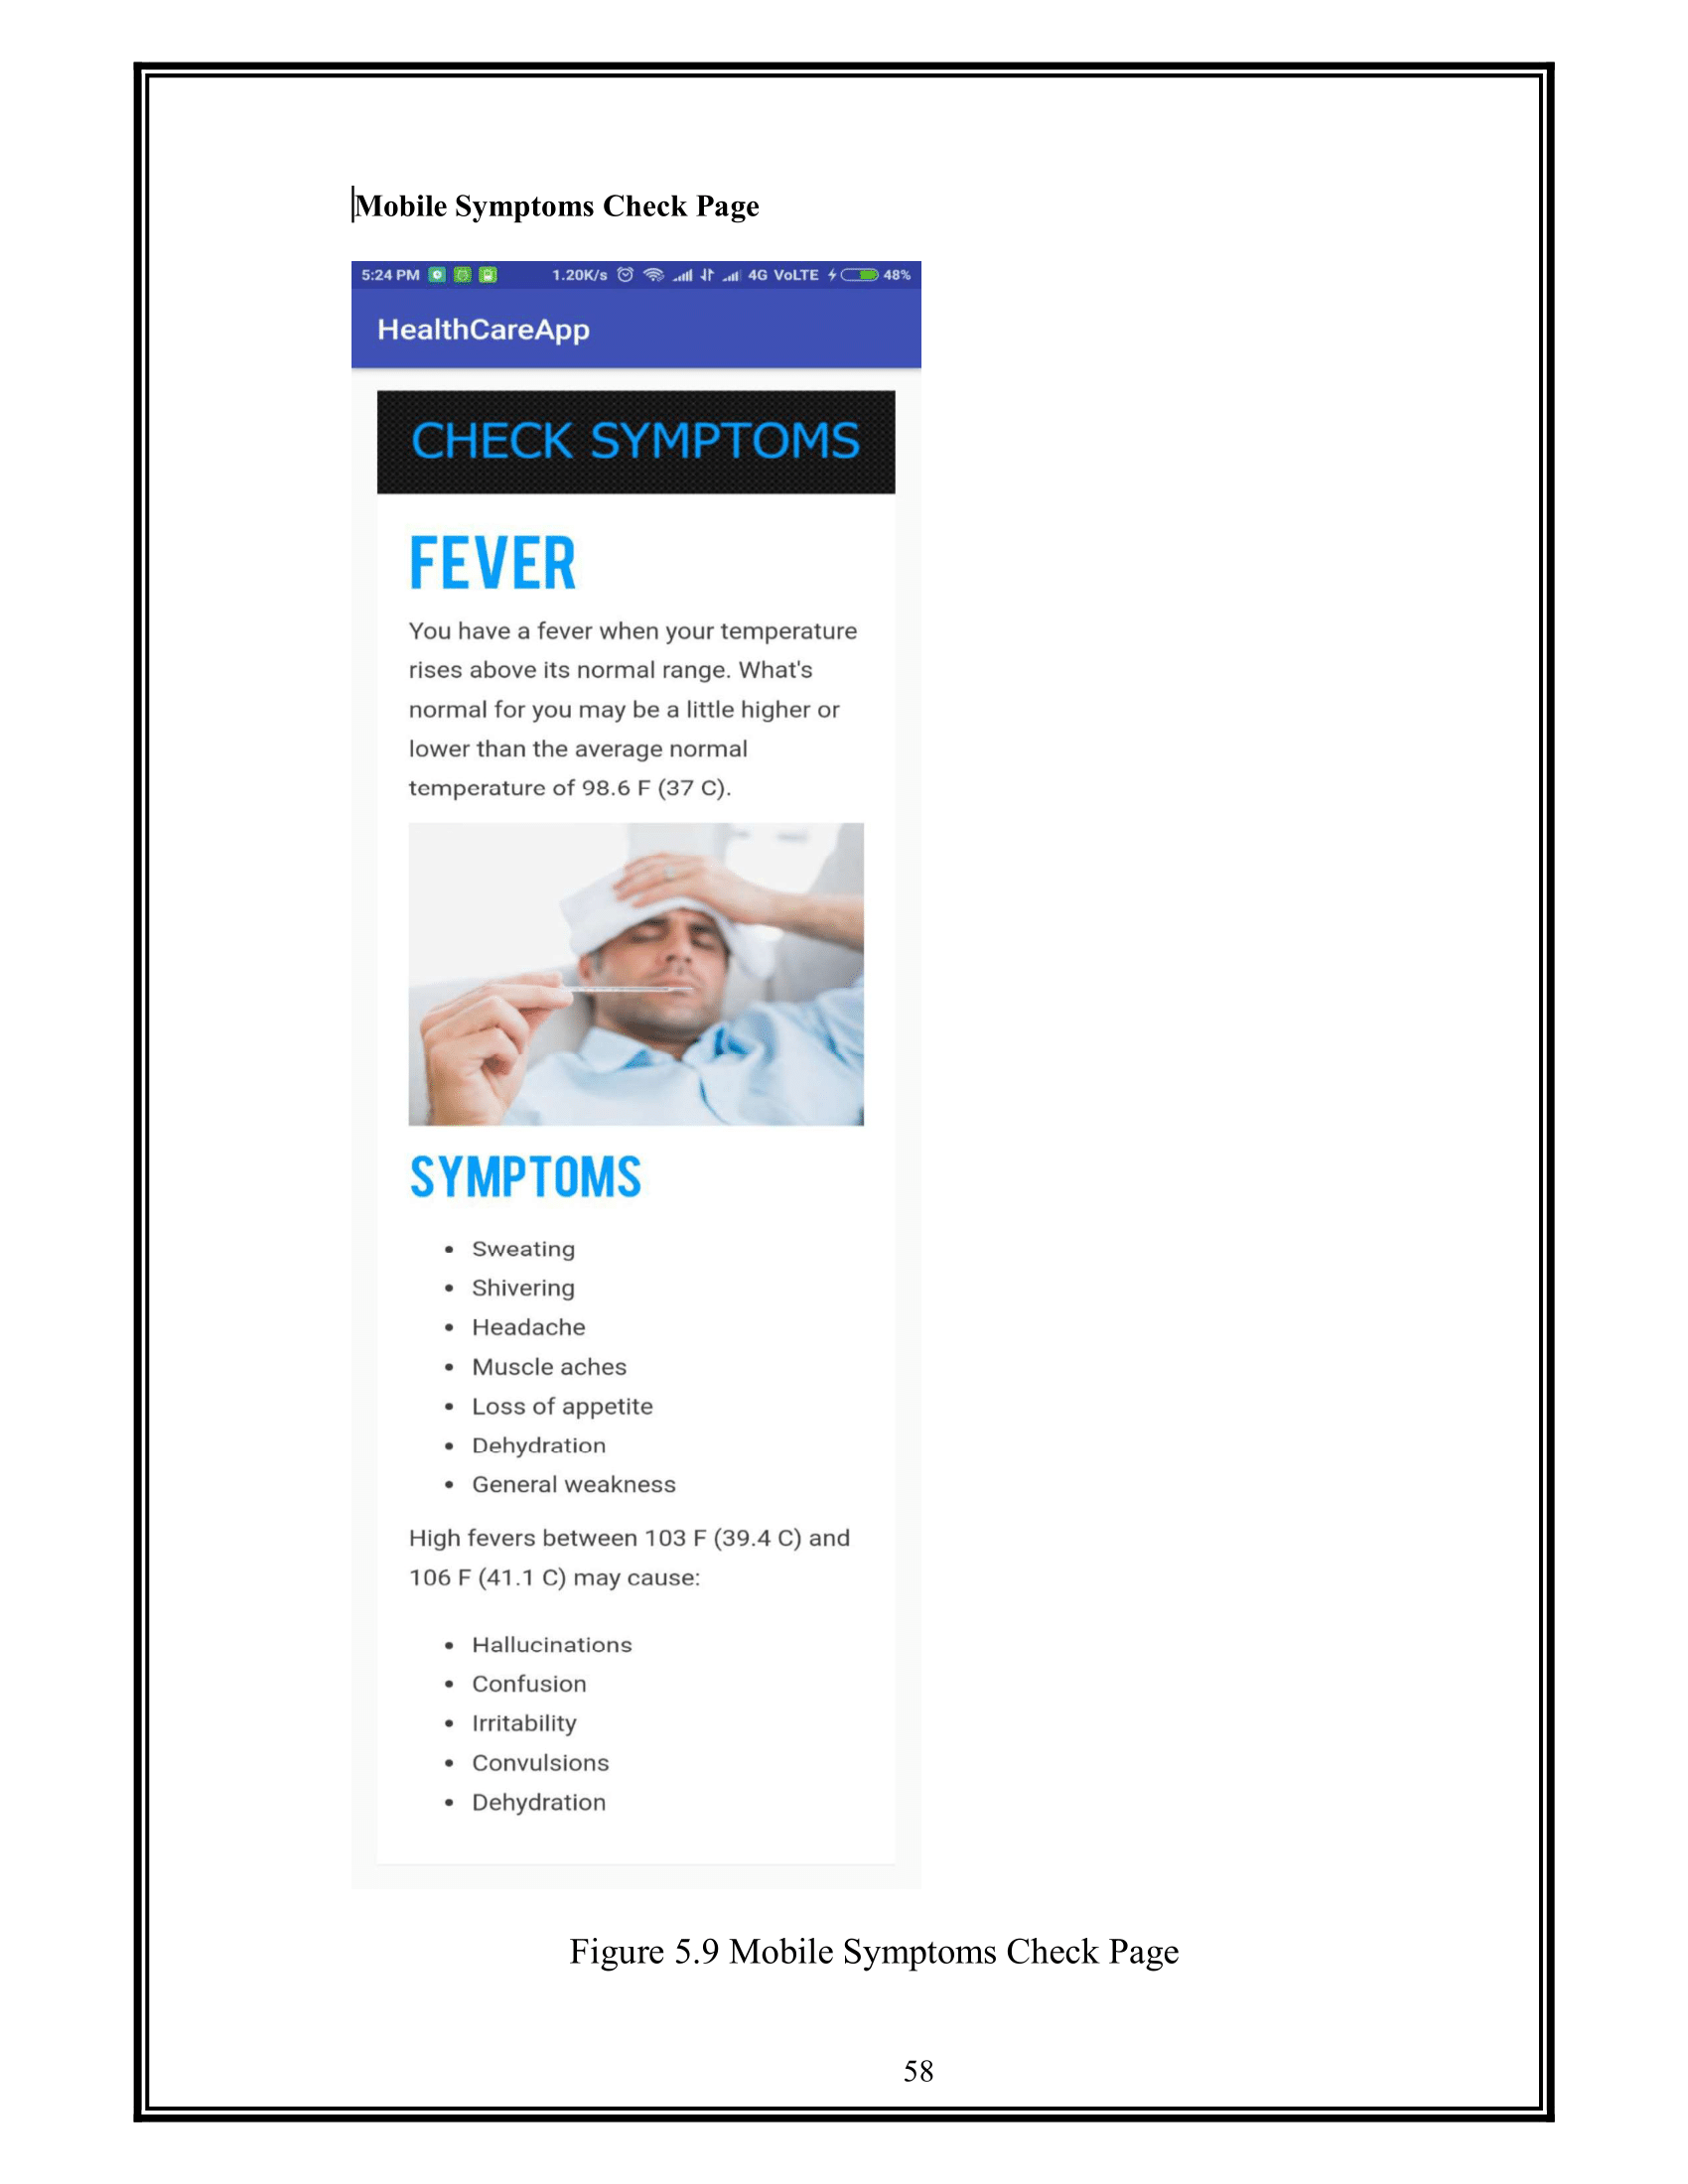 Mobile Symptoms Check Page
5:24 PM 1.20K/s 4G VoLTE 48%
HealthCareApp
CHECK SYMPTOMS
FEVER
You have a fever when your temperature
rises above its normal range. What's
normal for you may be a little higher or
lower than the average normal
temperature of 98.6 F (37 C).
SYMPTOMS
• Sweating
• Shivering
• Headache
• Muscle aches
• Loss of appetite
• Dehydration
• General weakness
High fevers between 103 F (39.4 C) and
106 F (41.1 C) may cause:
• Hallucinations
• Confusion
• Irritability
• Convulsions
• Dehydration
Figure 5.9 Mobile Symptoms Check Page
58